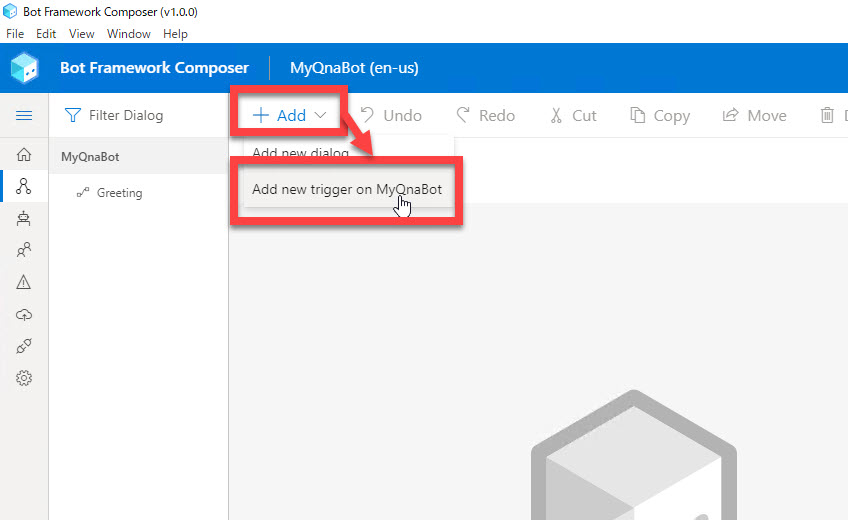 Bot Framework Composer (v1.0.0)
File Edit View Window Help
Bot Framework Composer MyQnaBot (en-us)
Filter Dialog Add Undo Redo Cut Copy Move
MyQnaBot
Add new dialog
Greeting
Add new trigger on MyQnaBot